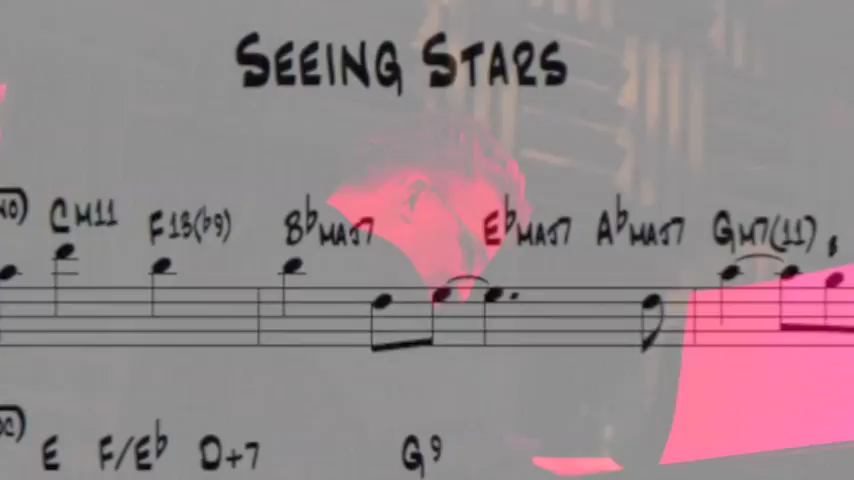 SEEING STARS
CM11 F13(b9) Bbmaj7 Ebmaj7 Abmaj7 Gm7(11)
E F/Eb D+7 G9